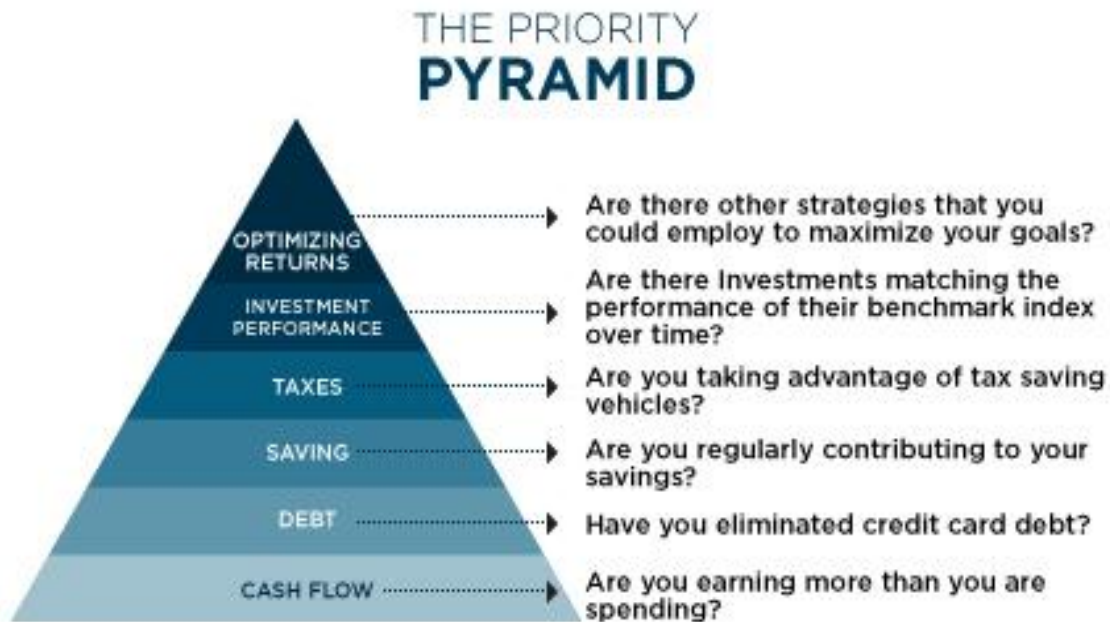 THE PRIORITY
PYRAMID
OPTIMIZING
RETURNS
Are there other strategies that you
could employ to maximize your goals?
INVESTMENT
PERFORMANCE
Are there Investments matching the
performance of their benchmark index
over time?
TAXES
Are you taking advantage of tax saving
vehicles?
SAVING
Are you regularly contributing to your
savings?
DEBT
Have you eliminated credit card debt?
CASH FLOW
Are you earning more than you are
spending?